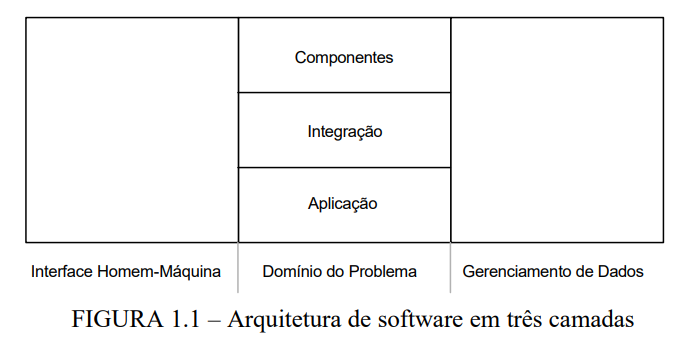 Componentes
Integração
Aplicação
Interface Homem-Máquina
Domínio do Problema
Gerenciamento de Dados
FIGURA 1.1 – Arquitetura de software em três camadas